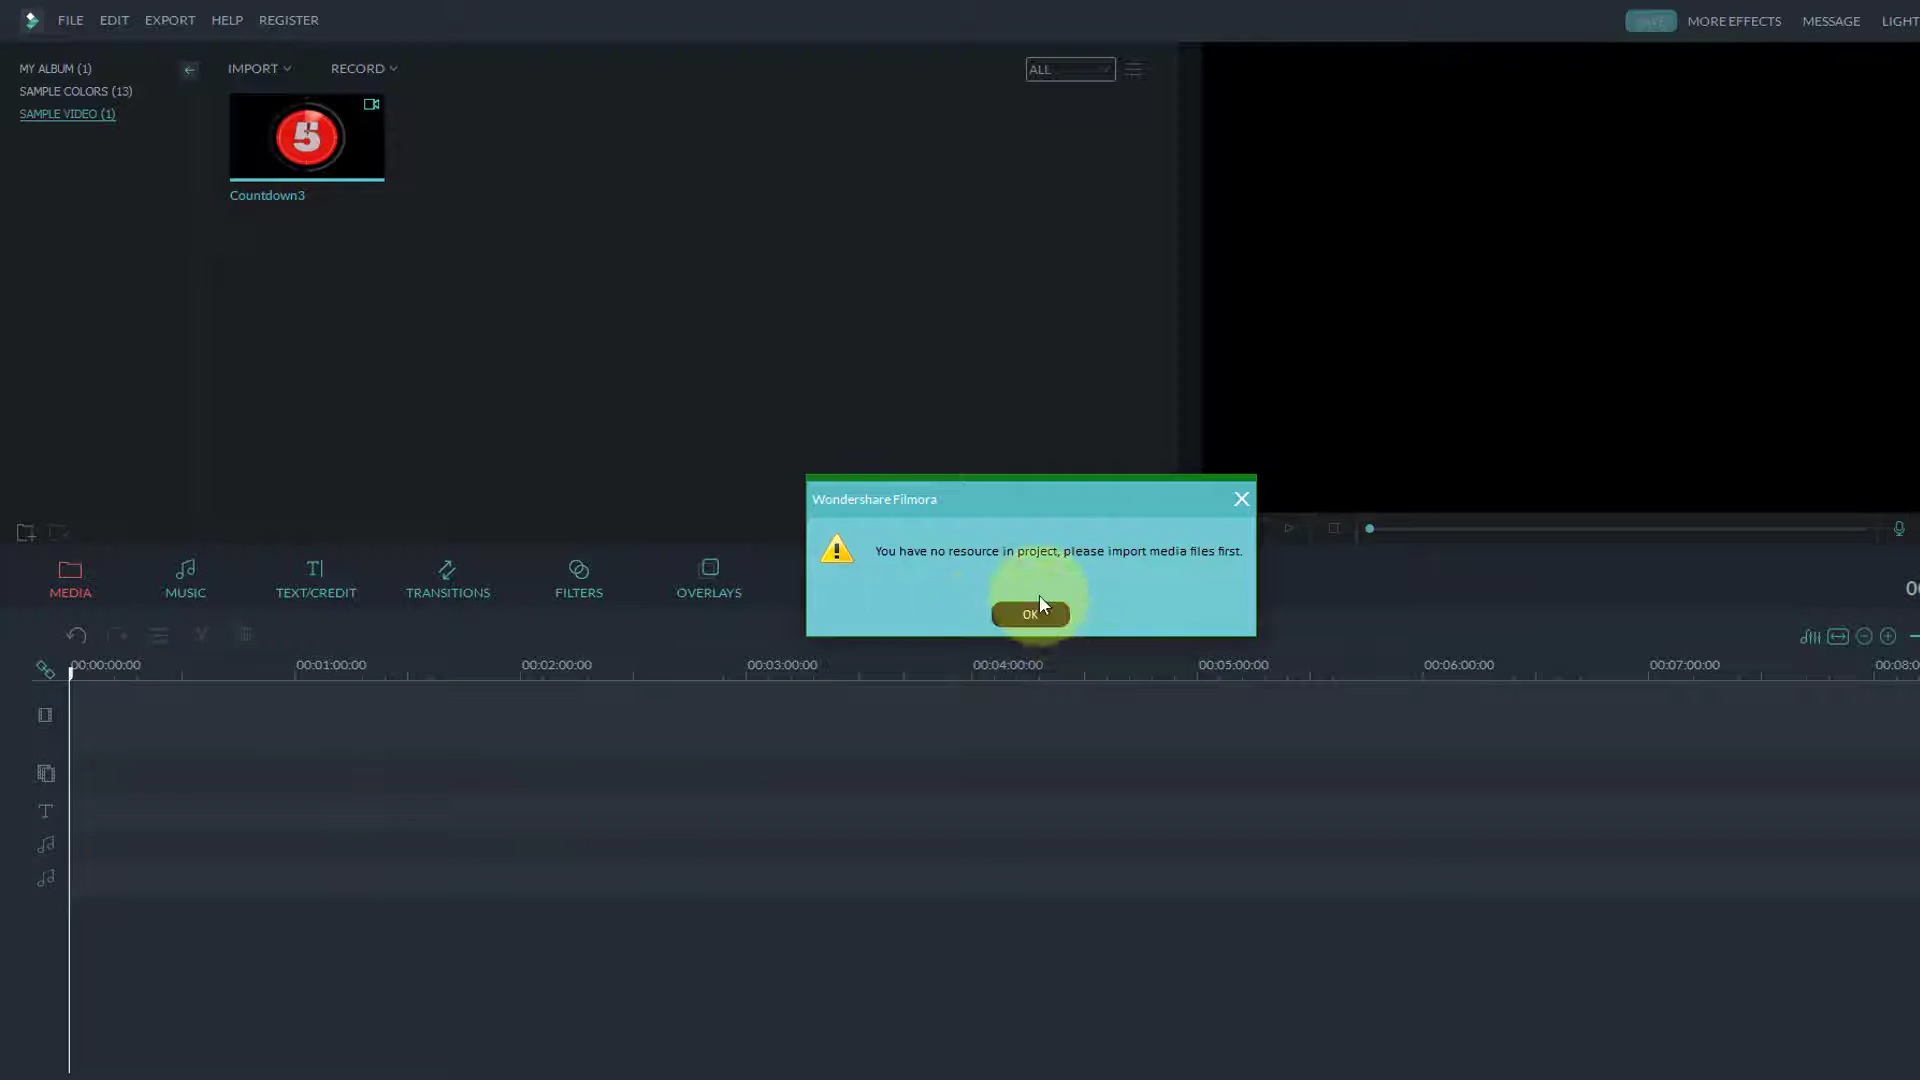 FILE EDIT EXPORT HELP REGISTER
MORE EFFECTS MESSAGE LIGHT
MY ALBUM (1)
SAMPLE COLORS (13)
SAMPLE VIDEO (1)
IMPORT RECORD
ALL
5
Countdown3
Wondershare Filmora
You have no resource in project, please import media files first.
OK
MEDIA MUSIC TEXT/CREDIT TRANSITIONS FILTERS OVERLAYS
00:00:00:00 00:01:00:00 00:02:00:00 00:03:00:00 00:04:00:00 00:05:00:00 00:06:00:00 00:07:00:00 00:08:0